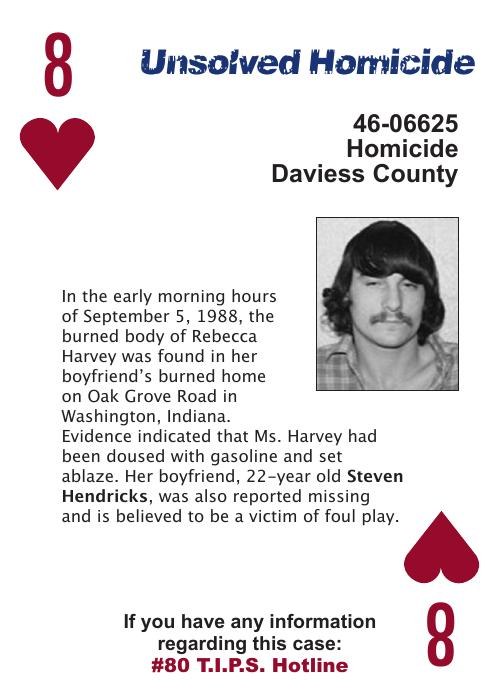 8
Unsolved Homicide
46-06625
Homicide
Daviess County
In the early morning hours
of September 5, 1988, the
burned body of Rebecca
Harvey was found in her
boyfriend's burned home
on Oak Grove Road in
Washington, Indiana.
Evidence indicated that Ms. Harvey had
been doused with gasoline and set
ablaze. Her boyfriend, 22-year old Steven
Hendricks, was also reported missing
and is believed to be a victim of foul play.
If you have any information
regarding this case:
#80 T.I.P.S. Hotline
8